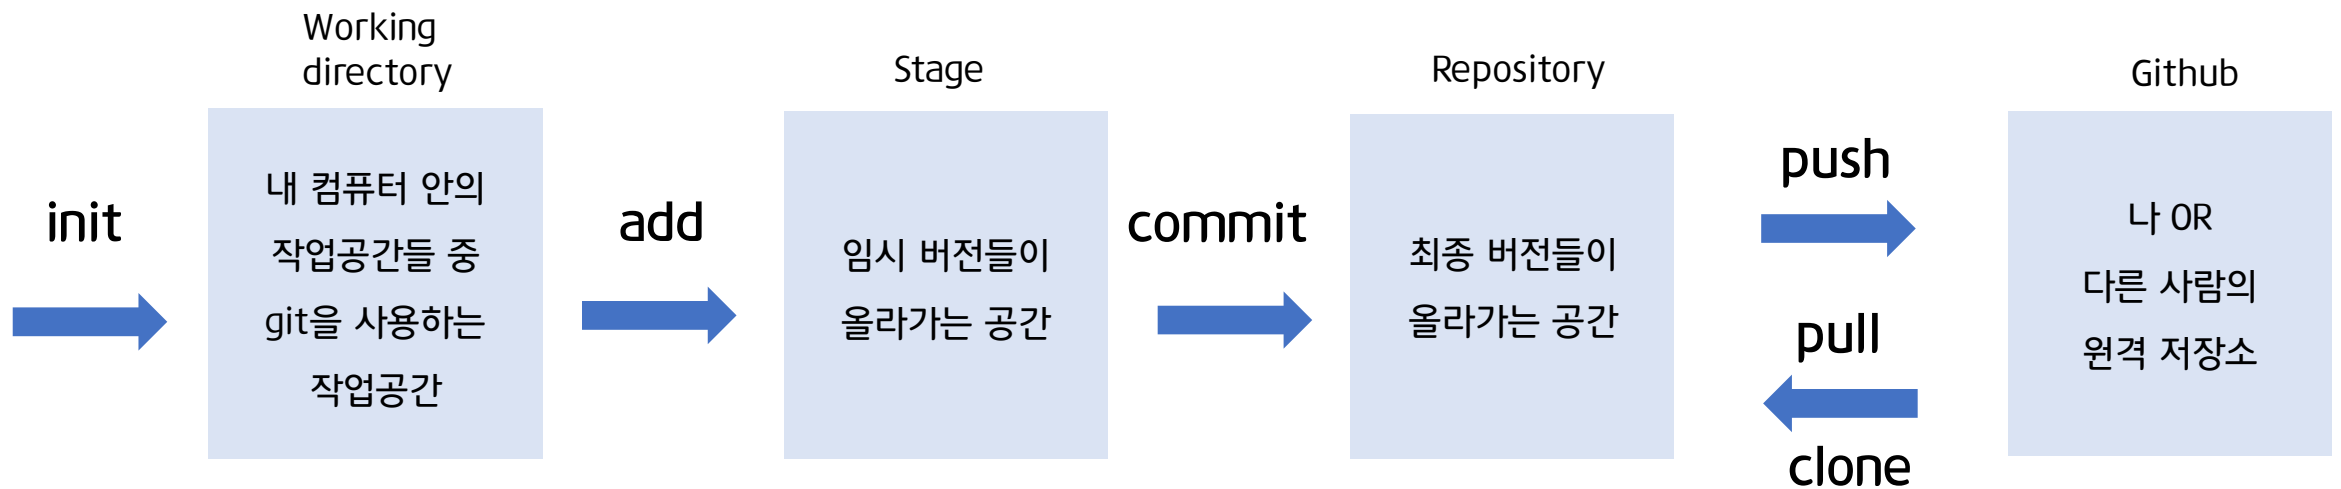 init
Working
directory
내 컴퓨터 안의
작업공간들 중
git을 사용하는
작업공간
add
Stage
임시 버전들이
올라가는 공간
commit
Repository
최종 버전들이
올라가는 공간
push
pull
clone
Github
나 OR
다른 사람의
원격 저장소